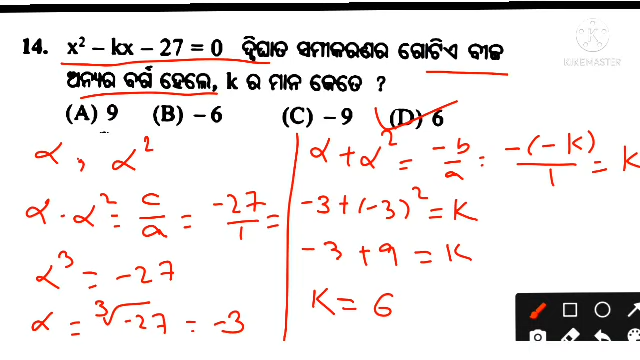 KINEMASTER
14. x² – kx – 27 = 0 ଦ୍ୱିଘାତ ସମୀକରଣର ଗୋଟିଏ ବୀଜ
ଅନ୍ୟର ବର୍ଗ ହେଲେ, k ର ମାନ କେତେ ?
(A) 9 (B) – 6 (C) – 9 (D) 6
α, α²
α · α² = c/a = -27/1 =
α³ = -27
α = ∛-27 = -3
α + α² = -b/a = -(-K)/1 = K
-3 + (-3)² = K
-3 + 9 = K
K = 6